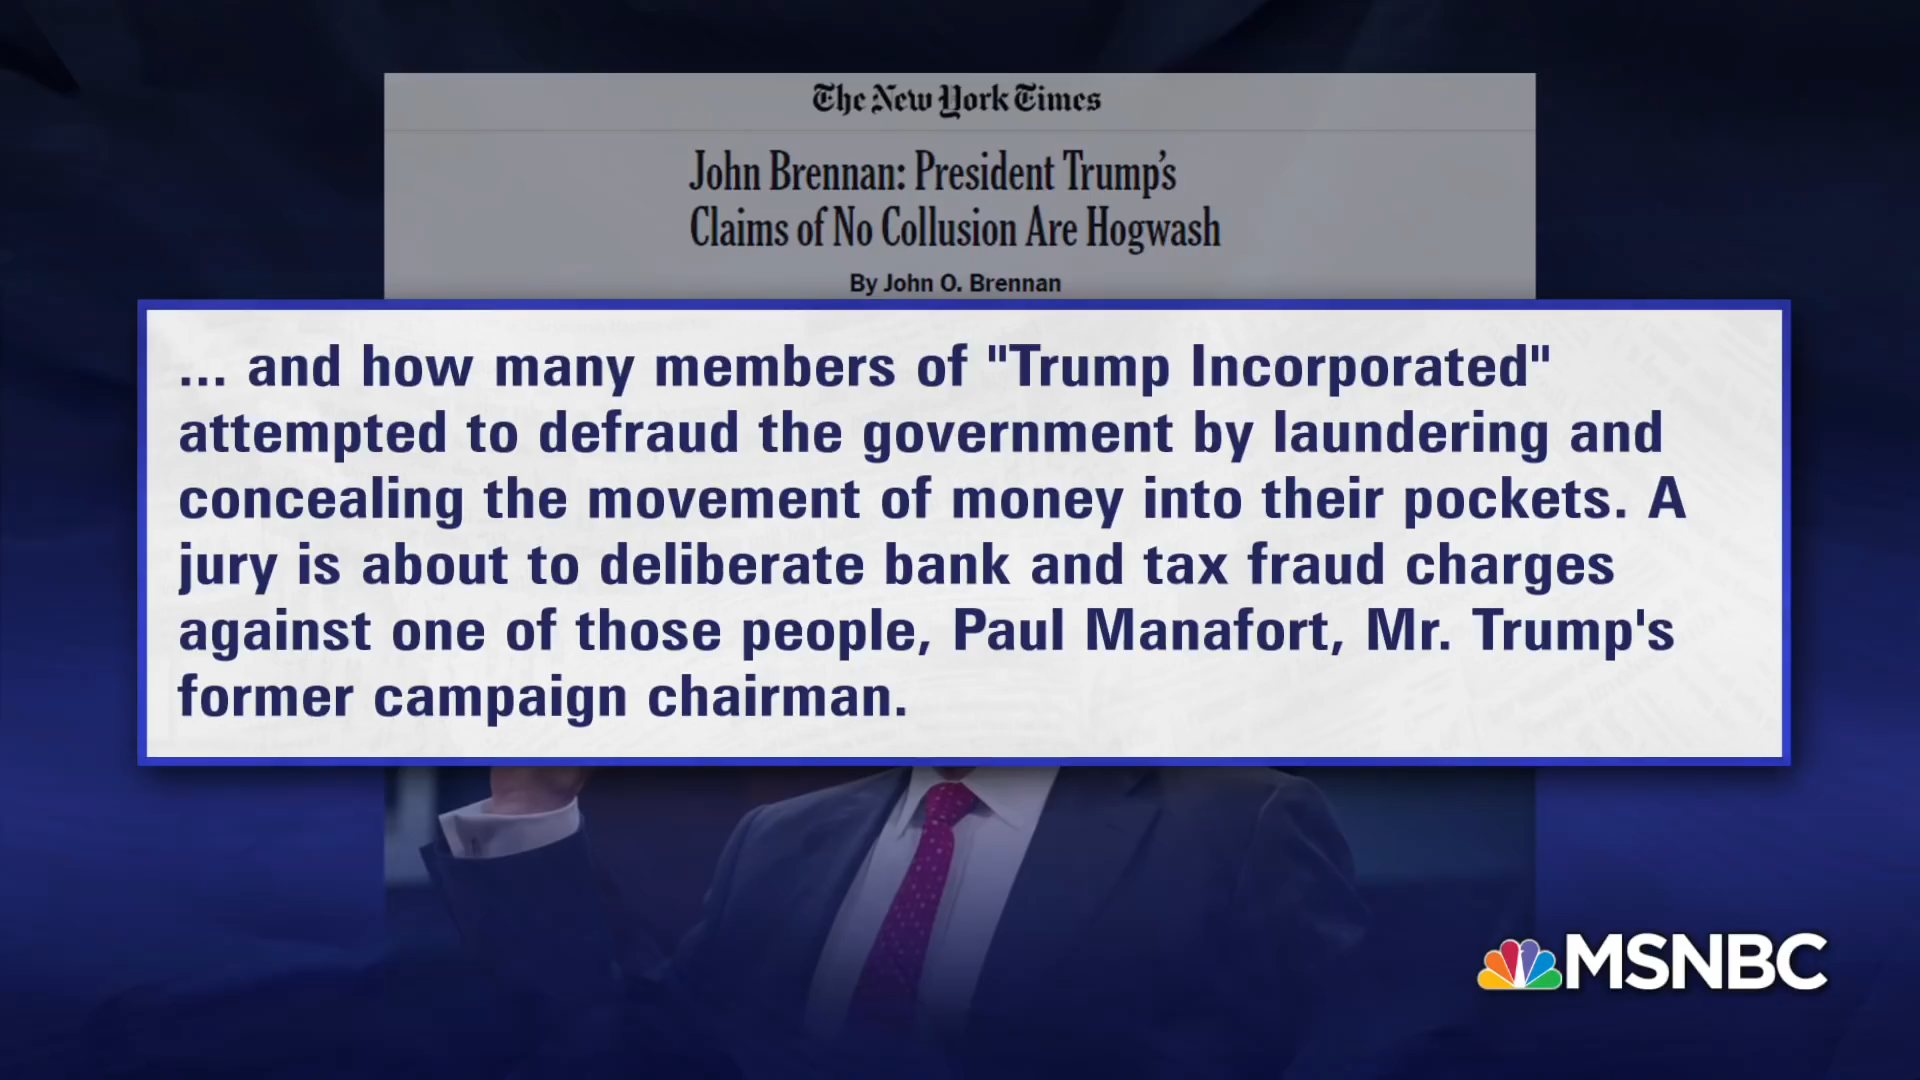 The New York Times
John Brennan: President Trump's
Claims of No Collusion Are Hogwash
By John O. Brennan
... and how many members of "Trump Incorporated"
attempted to defraud the government by laundering and
concealing the movement of money into their pockets. A
jury is about to deliberate bank and tax fraud charges
against one of those people, Paul Manafort, Mr. Trump's
former campaign chairman.
MSNBC